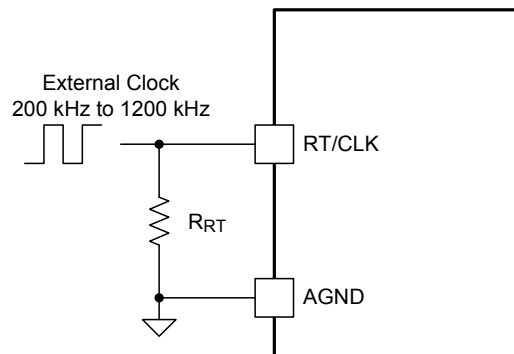 External Clock
200 kHz to 1200 kHz
RT/CLK
RRT
AGND